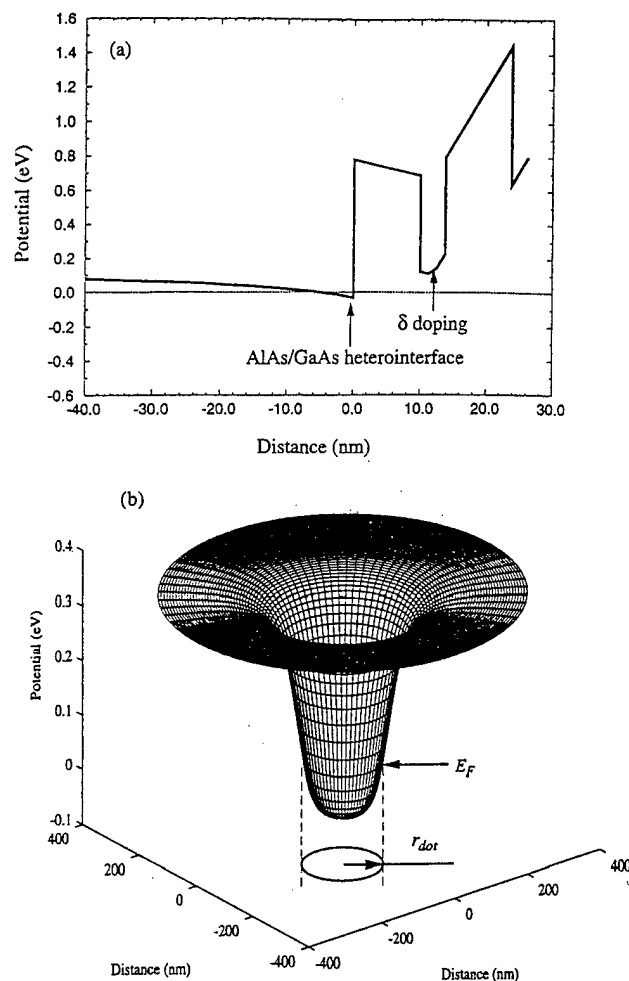 (a)
1.6
1.4
1.2
1.0
0.8
0.6
0.4
0.2
0.0
-0.2
-0.4
-0.6
Potential (eV)
δ doping
AlAs/GaAs heterointerface
-40.0 -30.0 -20.0 -10.0 0.0 10.0 20.0 30.0
Distance (nm)
(b)
0.4
0.3
0.2
0.1
0
-0.1
Potential (eV)
E_F
r_dot
400
200
0
-200
-400
Distance (nm)
-400
-200
0
200
400
Distance (nm)